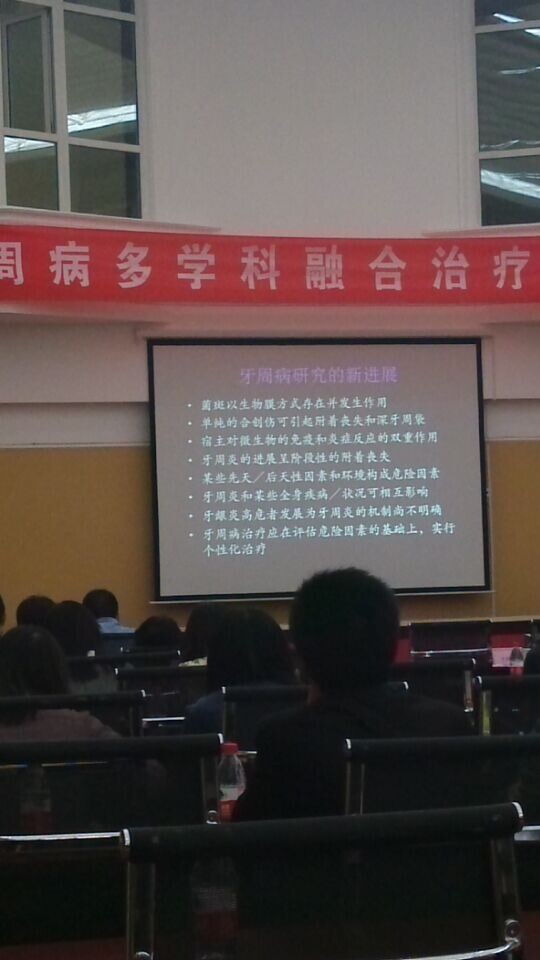 周病多学科融合治疗
牙周病研究的新进展
• 菌斑以生物膜方式存在并发生作用
• 单纯的合创伤可引起附着丧失和深牙周袋
• 宿主对微生物的免疫和炎症反应的双重作用
• 牙周炎的进展呈阶段性的附着丧失
• 某些先天／后天性因素和环境构成危险因素
• 牙周炎和某些全身疾病／状况可相互影响
• 牙龈炎高危者发展为牙周炎的机制尚不明确
• 牙周病治疗应在评估危险因素的基础上，实行
个性化治疗